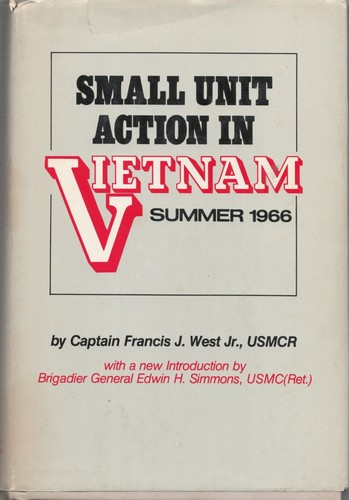 SMALL UNIT
ACTION IN
VIETNAM
SUMMER 1966
by Captain Francis J. West Jr., USMCR
with a new Introduction by
Brigadier General Edwin H. Simmons, USMC(Ret.)